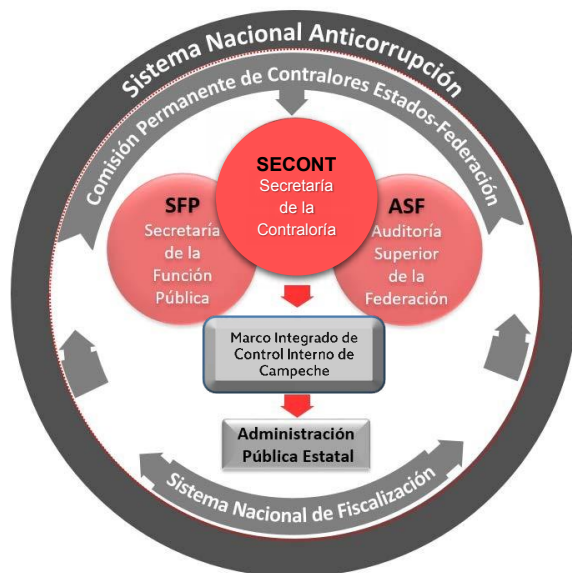 Sistema Nacional Anticorrupción
Comisión Permanente de Contralores Estados-Federación
SECONT
Secretaría
de la
Contraloría
SFP
Secretaría
de la
Función
Pública
ASF
Auditoría
Superior
de la
Federación
Marco Integrado de
Control Interno de
Campeche
Administración
Pública Estatal
Sistema Nacional de Fiscalización